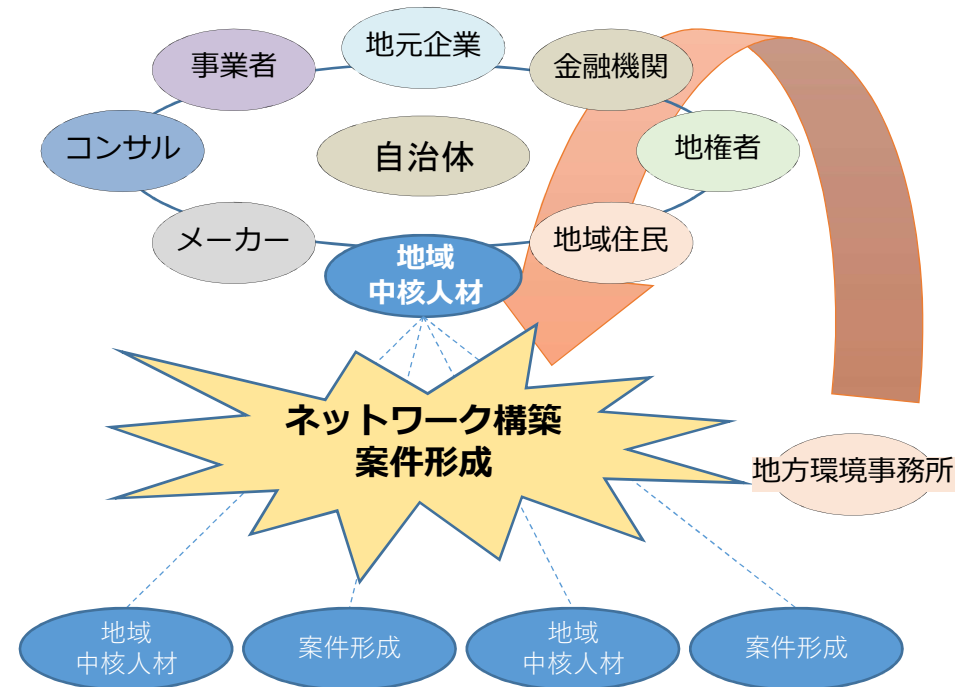 地元企業
事業者
金融機関
コンサル
自治体
地権者
メーカー
地域住民
地域
中核人材
ネットワーク構築
案件形成
地方環境事務所
地域
中核人材
案件形成
地域
中核人材
案件形成